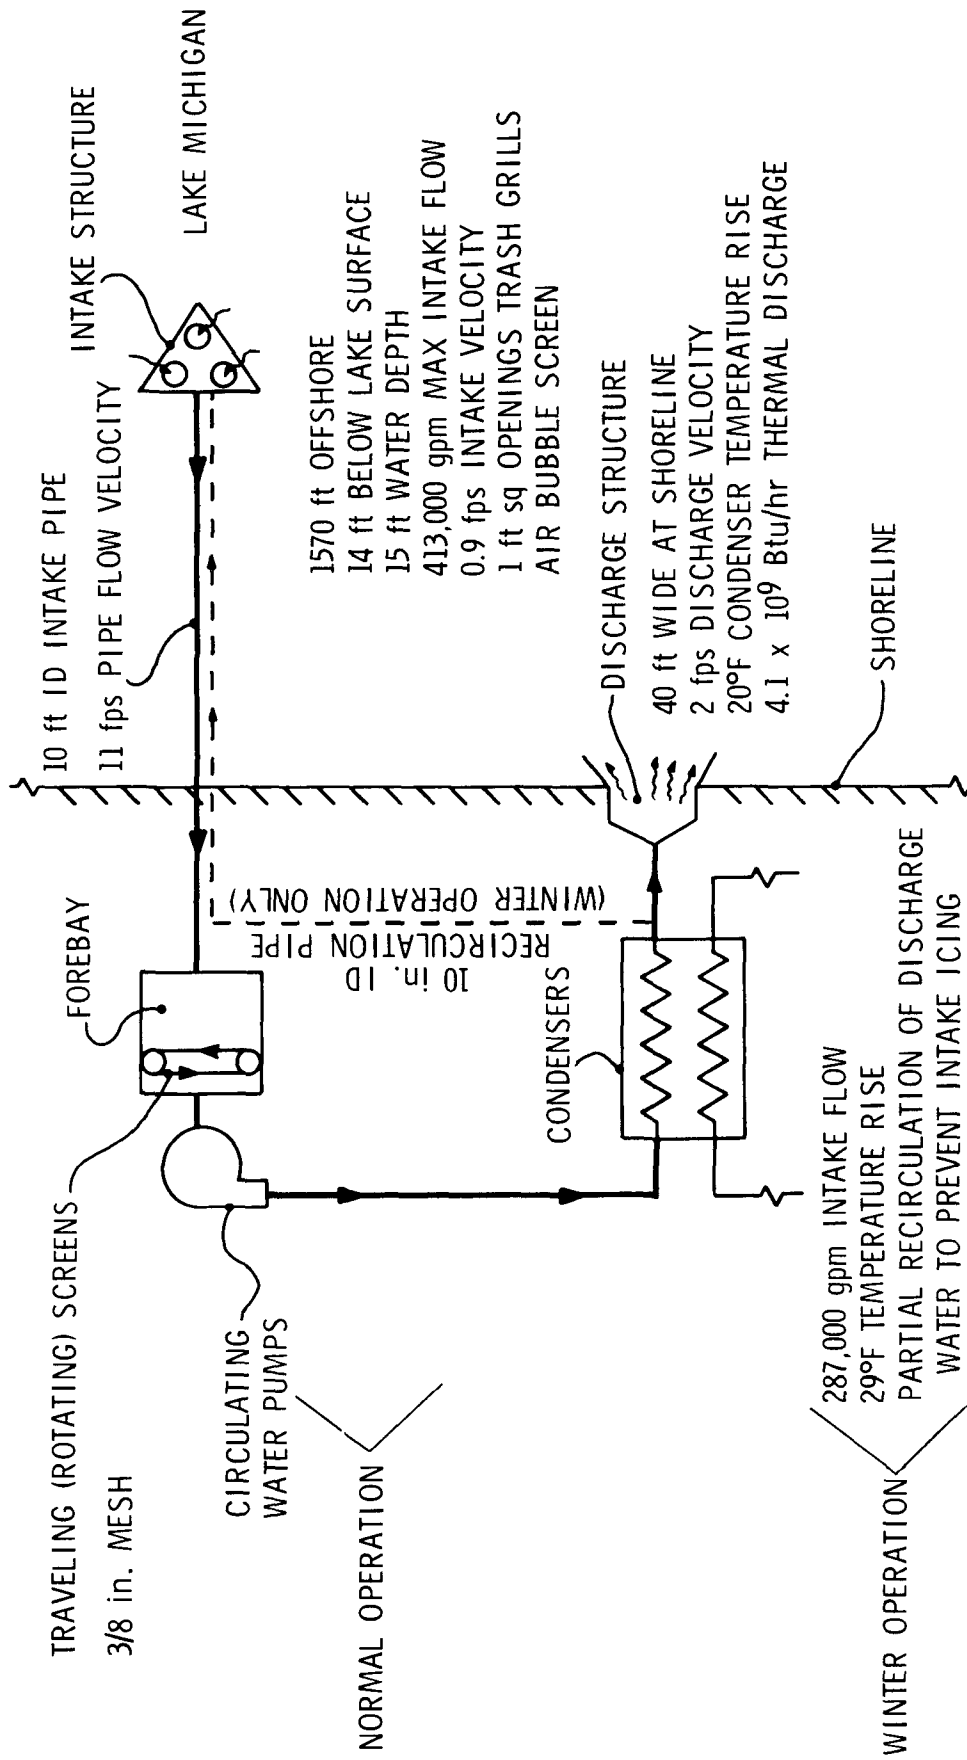 TRAVELING (ROTATING) SCREENS
3/8 in. MESH
FOREBAY
10 ft ID INTAKE PIPE
11 fps PIPE FLOW VELOCITY
INTAKE STRUCTURE
LAKE MICHIGAN
CIRCULATING
WATER PUMPS
10 in. ID
RECIRCULATION PIPE
(WINTER OPERATION ONLY)
1570 ft OFFSHORE
14 ft BELOW LAKE SURFACE
15 ft WATER DEPTH
413,000 gpm MAX INTAKE FLOW
0.9 fps INTAKE VELOCITY
1 ft sq OPENINGS TRASH GRILLS
AIR BUBBLE SCREEN
NORMAL OPERATION
CONDENSERS
DISCHARGE STRUCTURE
40 ft WIDE AT SHORELINE
2 fps DISCHARGE VELOCITY
20°F CONDENSER TEMPERATURE RISE
4.1 x 10⁹ Btu/hr THERMAL DISCHARGE
SHORELINE
WINTER OPERATION
287,000 gpm INTAKE FLOW
29°F TEMPERATURE RISE
PARTIAL RECIRCULATION OF DISCHARGE
WATER TO PREVENT INTAKE ICING